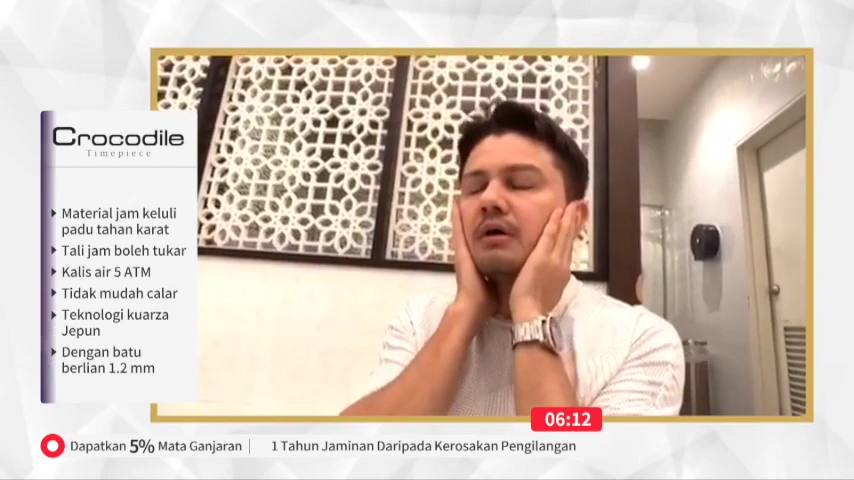 Crocodile
Timepiece
Material jam keluli
padu tahan karat
Tali jam boleh tukar
Kalis air 5 ATM
Tidak mudah calar
Teknologi kuarza
Jepun
Dengan batu
berlian 1.2 mm
06:12
Dapatkan 5% Mata Ganjaran | 1 Tahun Jaminan Daripada Kerosakan Pengilangan